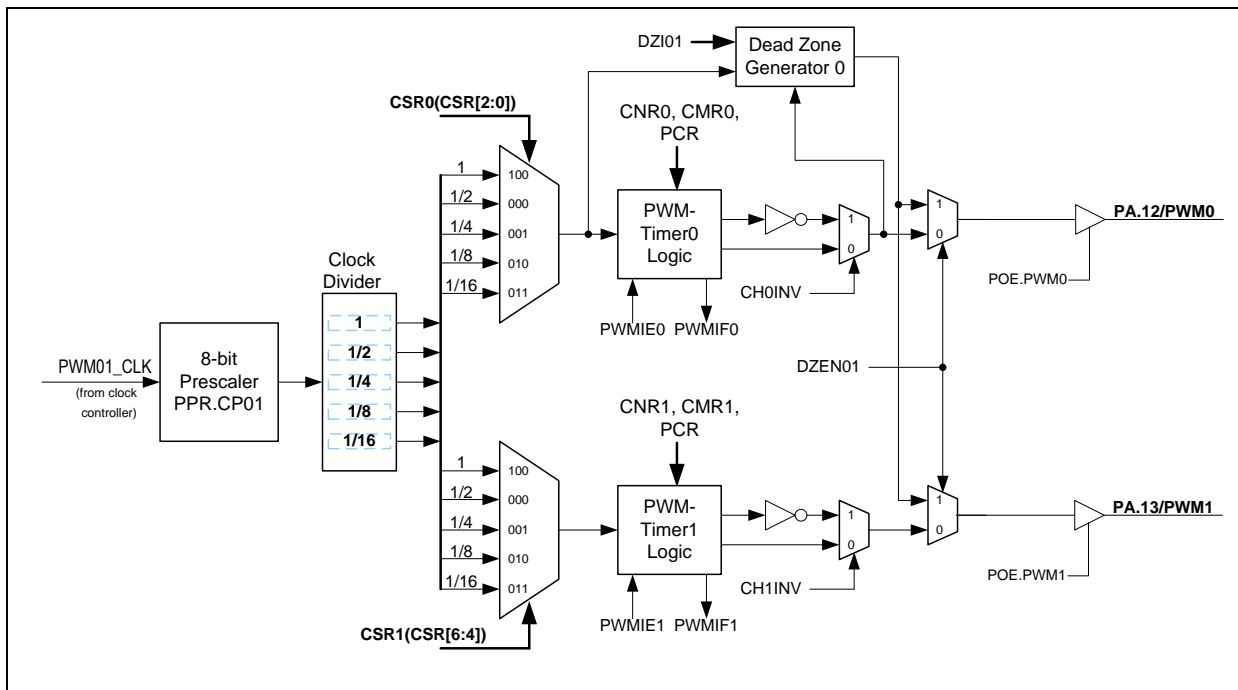 DZI01
Dead Zone
Generator 0
CSR0(CSR[2:0])
CNR0, CMR0,
PCR
1
1/2
1/4
1/8
1/16
100
000
001
010
011
PWM-
Timer0
Logic
1
0
1
0
PA.12/PWM0
POE.PWM0
CH0INV
PWMIE0
PWMIF0
Clock
Divider
1
1/2
1/4
1/8
1/16
PWM01_CLK
(from clock
controller)
8-bit
Prescaler
PPR.CP01
DZEN01
CNR1, CMR1,
PCR
1
1/2
1/4
1/8
1/16
100
000
001
010
011
PWM-
Timer1
Logic
1
0
1
0
PA.13/PWM1
POE.PWM1
CH1INV
PWMIE1
PWMIF1
CSR1(CSR[6:4])